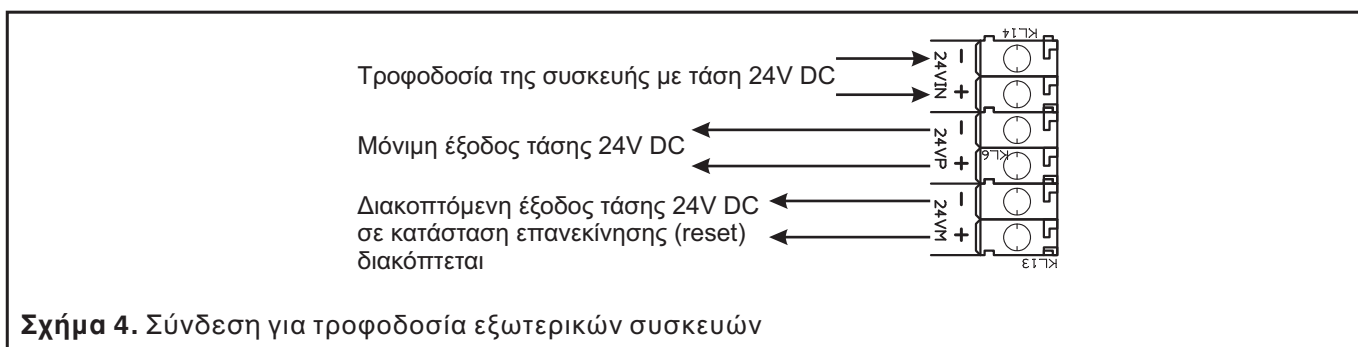 KL14
Τροφοδοσία της συσκευής με τάση 24V DC
24VIN - +
Μόνιμη έξοδος τάσης 24V DC
24VP - +
KL6
Διακοπτόμενη έξοδος τάσης 24V DC
σε κατάσταση επανεκίνησης (reset)
διακόπτεται
24VM - +
KL13
Σχήμα 4. Σύνδεση για τροφοδοσία εξωτερικών συσκευών